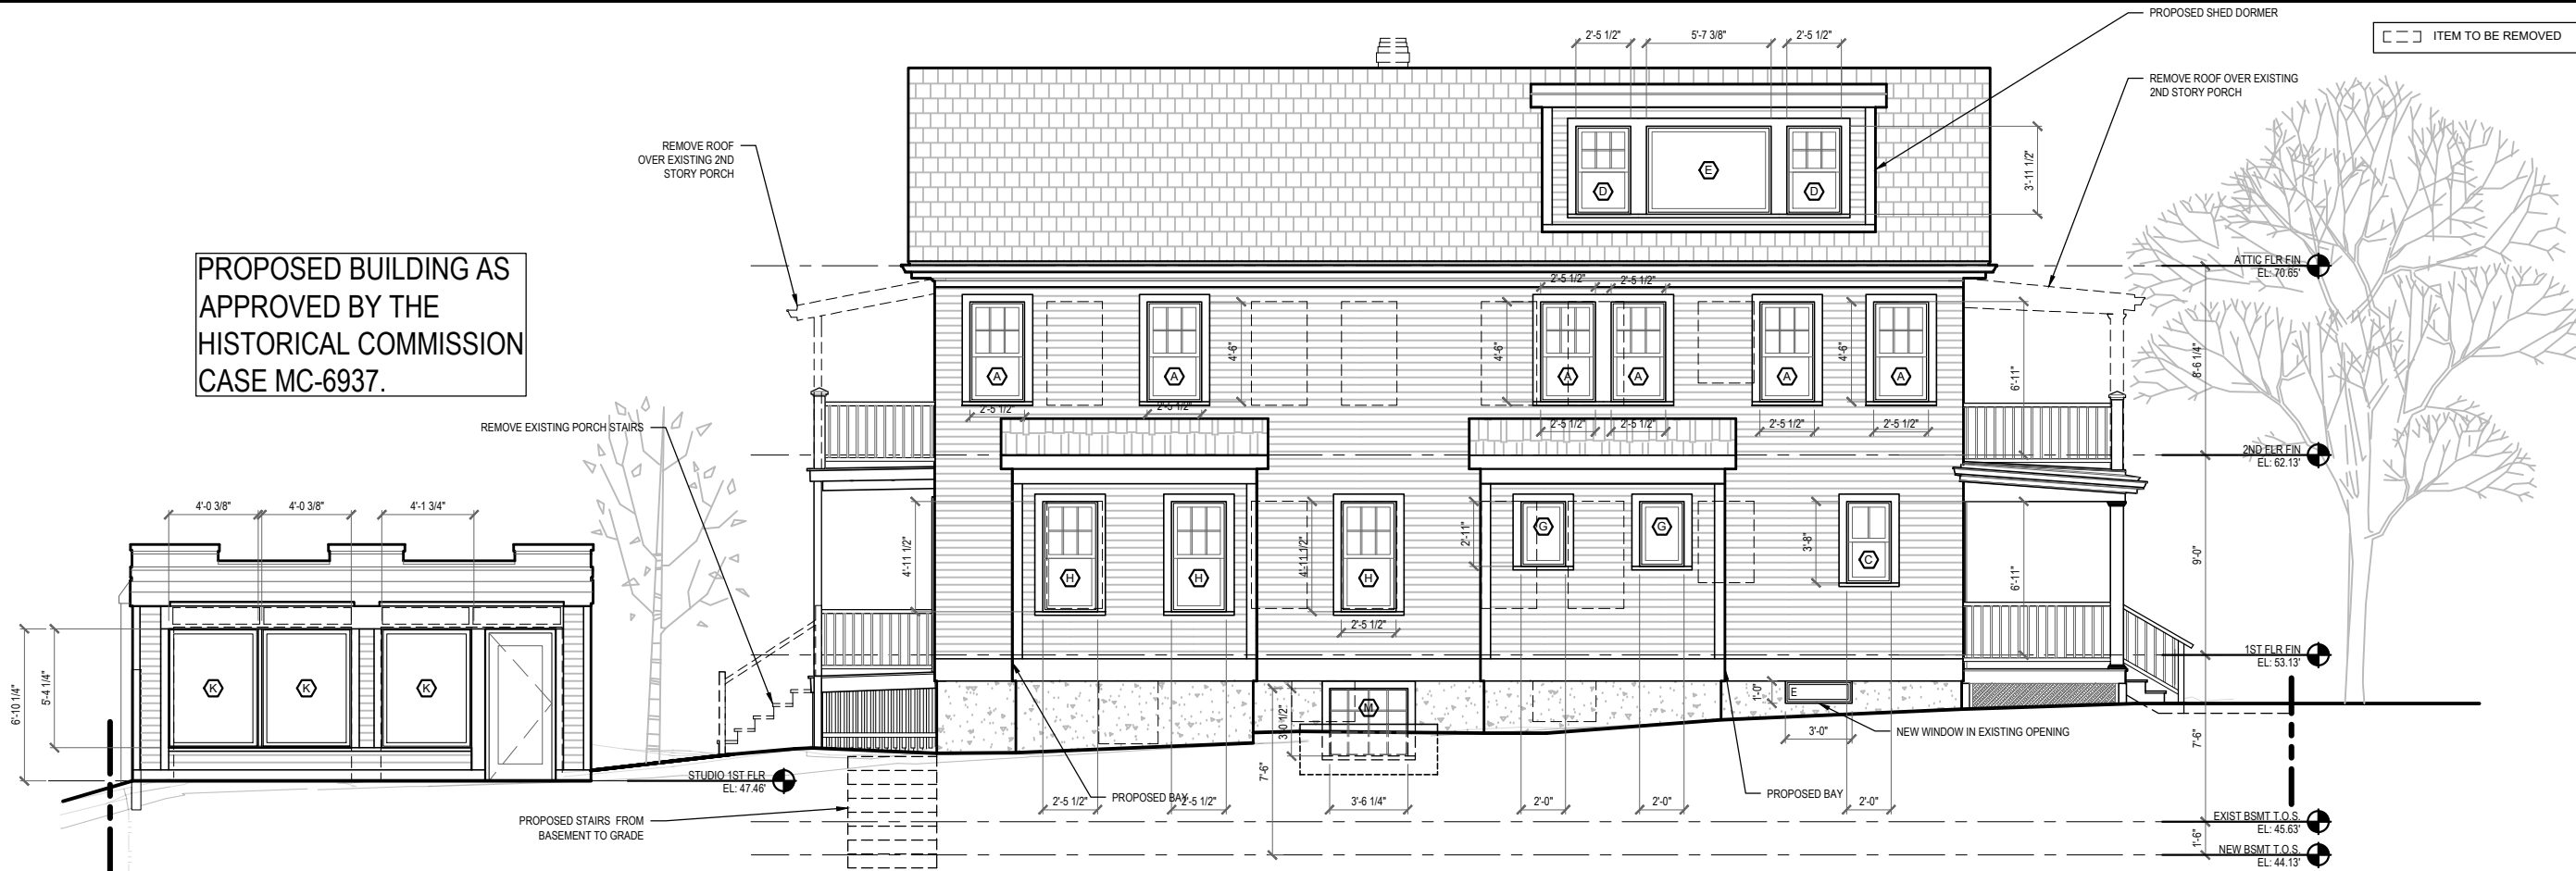 PROPOSED SHED DORMER
ITEM TO BE REMOVED
2'-5 1/2"
5'-7 3/8"
2'-5 1/2"
REMOVE ROOF OVER EXISTING
2ND STORY PORCH
REMOVE ROOF
OVER EXISTING 2ND
STORY PORCH
D
E
D
3'-11 1/2"
PROPOSED BUILDING AS
APPROVED BY THE
HISTORICAL COMMISSION
CASE MC-6937.
ATTIC FLR FIN
EL: 70.65'
2'-5 1/2"
2'-5 1/2"
4'-6"
4'-6"
4'-6"
8'-6 1/4"
6'-11"
A
A
A
A
A
A
2'-5 1/2"
2'-5 1/2"
2'-5 1/2"
2'-5 1/2"
2'-5 1/2"
2'-5 1/2"
REMOVE EXISTING PORCH STAIRS
2ND FLR FIN
EL: 62.13'
4'-0 3/8"
4'-0 3/8"
4'-1 3/4"
4'-11 1/2"
4'-11 1/2"
2'-11"
3'-8"
9'-0"
6'-11"
G
G
C
H
H
H
2'-5 1/2"
1ST FLR FIN
EL: 53.13'
6'-10 1/4"
5'-4 1/4"
K
K
K
E
1'-0"
M
3'-0 1/2"
3'-0"
NEW WINDOW IN EXISTING OPENING
7'-6"
7'-6"
STUDIO 1ST FLR
EL: 47.46'
PROPOSED BAY
PROPOSED BAY
2'-5 1/2"
2'-5 1/2"
3'-6 1/4"
2'-0"
2'-0"
2'-0"
PROPOSED STAIRS FROM
BASEMENT TO GRADE
EXIST BSMT T.O.S.
EL: 45.63'
1'-6"
NEW BSMT T.O.S.
EL: 44.13'